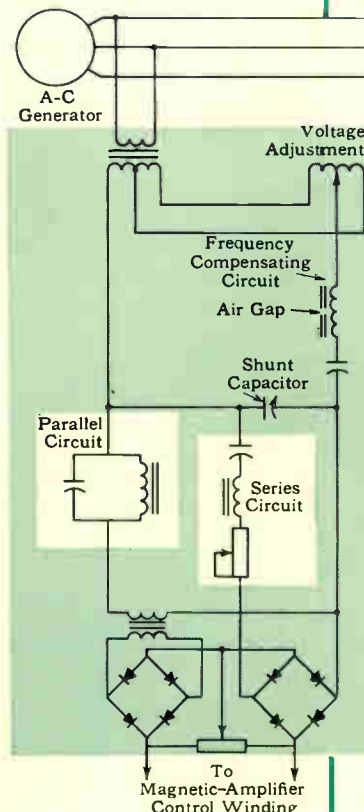 A-C
Generator
Voltage
Adjustment
Frequency
Compensating
Circuit
Air Gap
Shunt
Capacitor
Parallel
Circuit
Series
Circuit
To
Magnetic-Amplifier
Control Winding